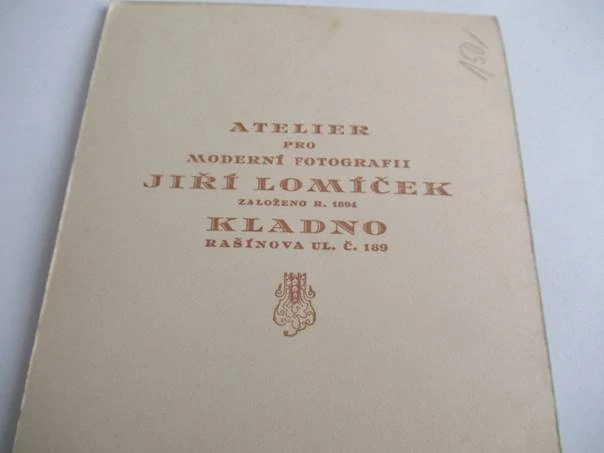 ATELIER
PRO
MODERNÍ FOTOGRAFII
JIŘÍ LOMÍČEK
ZALOŽENO R. 1894
KLADNO
RAŠÍNOVA UL. Č. 189